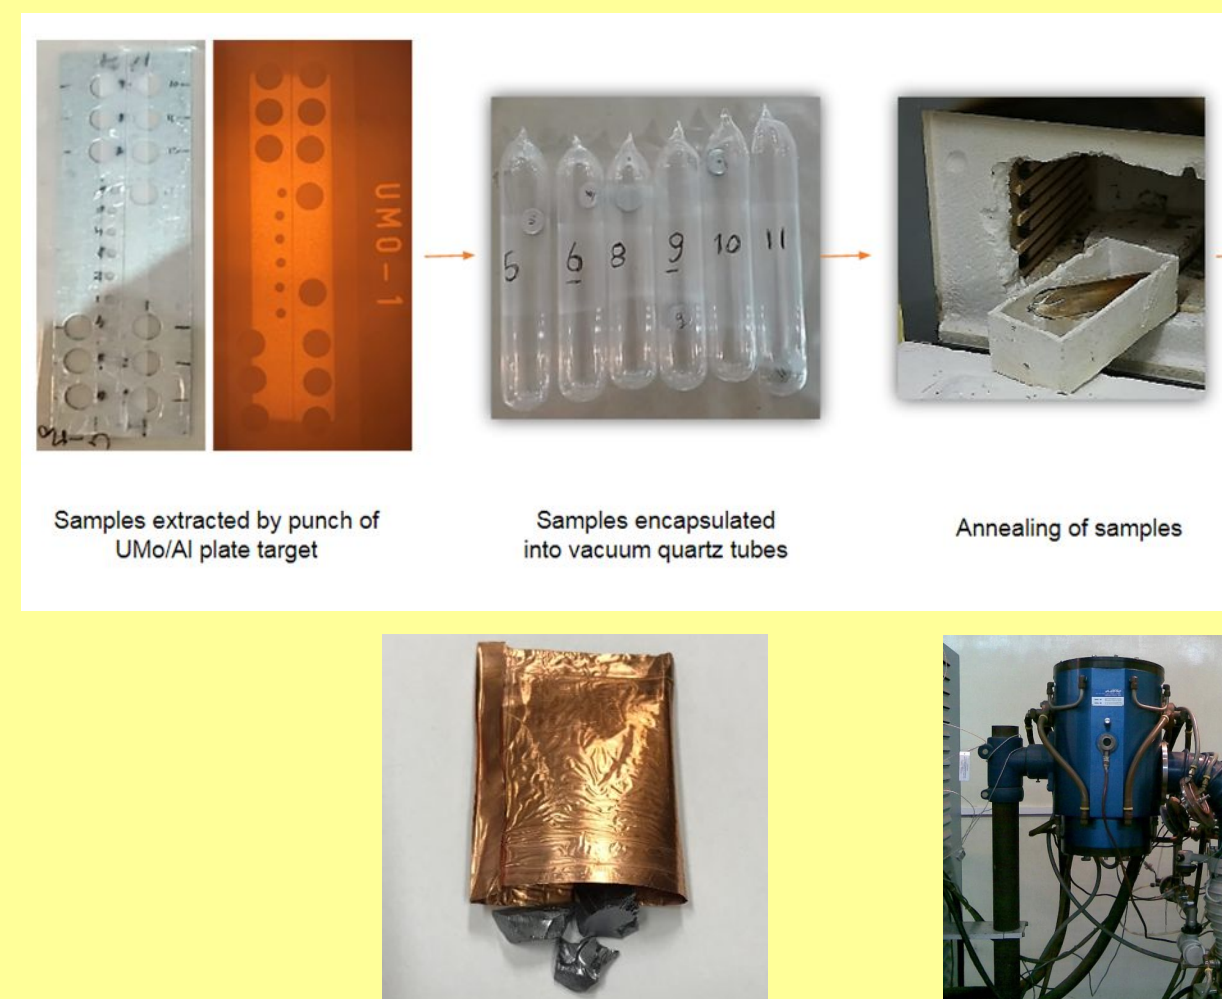 UMO-1
5
6
8
9
10
11
9
Samples extracted by punch of
UMo/Al plate target
Samples encapsulated
into vacuum quartz tubes
Annealing of samples